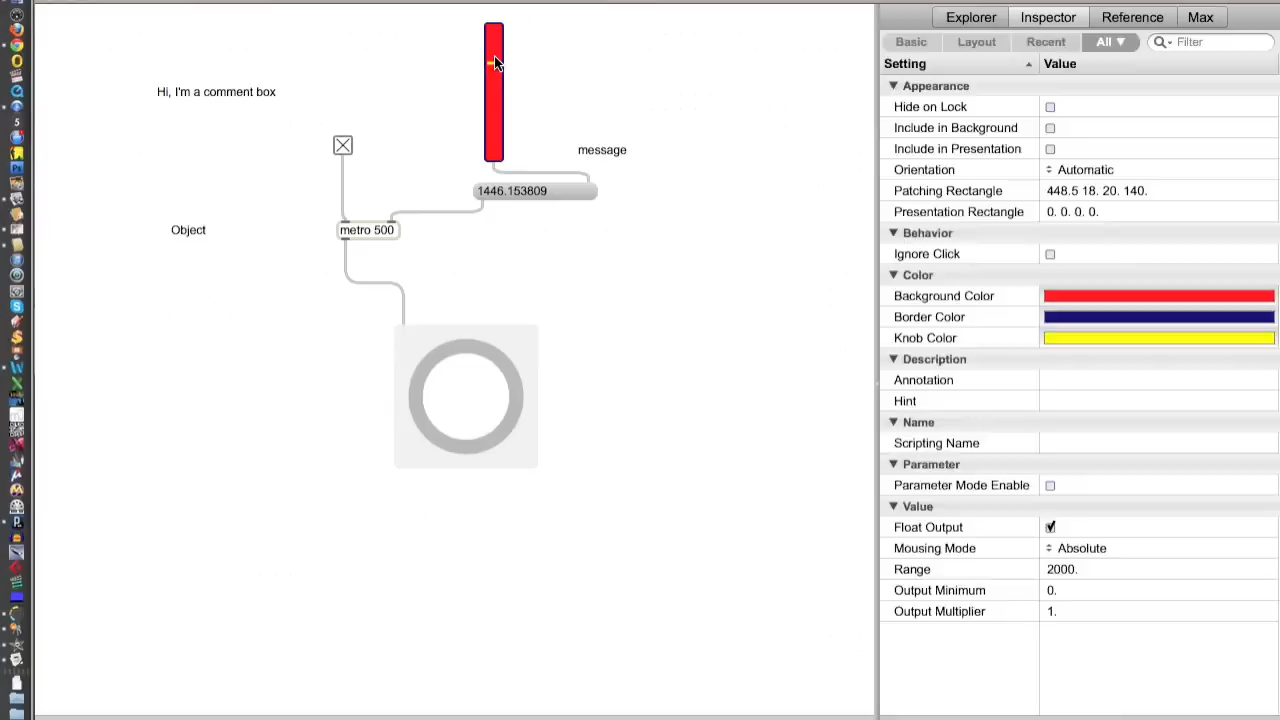 Explorer Inspector Reference Max
Basic Layout Recent All ▼ Filter
Setting Value
Hi, I'm a comment box
message
1446.153809
Object
metro 500
Appearance
Hide on Lock
Include in Background
Include in Presentation
Orientation Automatic
Patching Rectangle 448.5 18. 20. 140.
Presentation Rectangle 0. 0. 0. 0.
Behavior
Ignore Click
Color
Background Color
Border Color
Knob Color
Description
Annotation
Hint
Name
Scripting Name
Parameter
Parameter Mode Enable
Value
Float Output
Mousing Mode Absolute
Range 2000.
Output Minimum 0.
Output Multiplier 1.